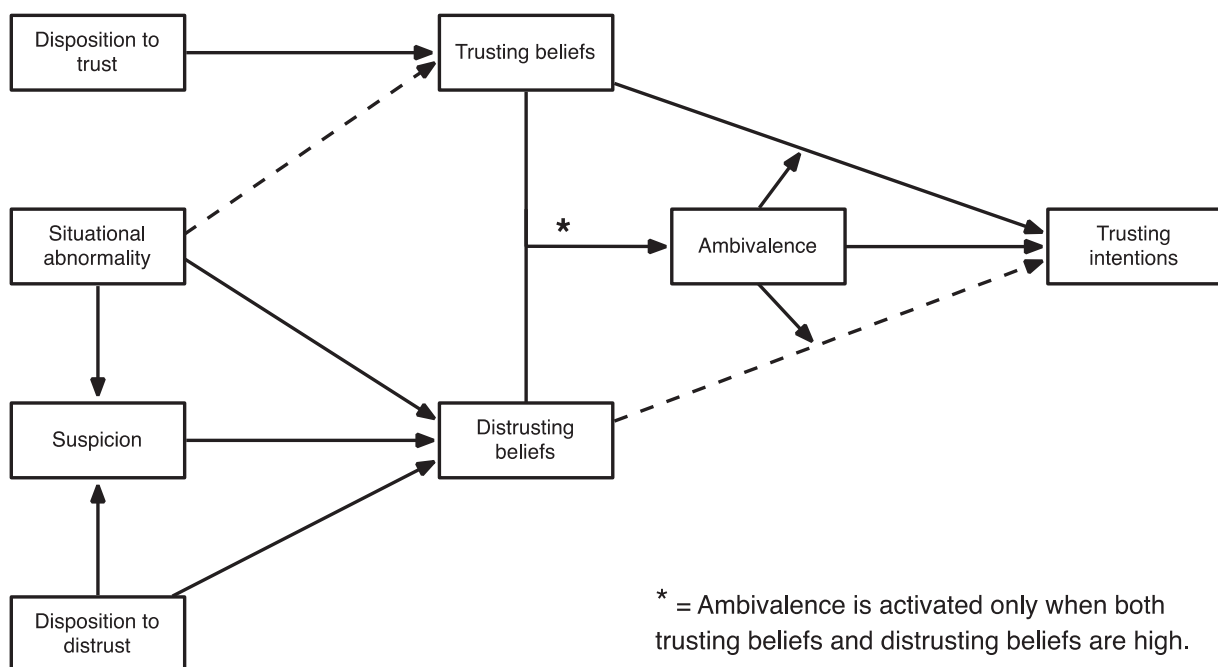 Disposition to
trust
Trusting beliefs
Situational
abnormality
*
Ambivalence
Trusting
intentions
Suspicion
Distrusting
beliefs
Disposition to
distrust
* = Ambivalence is activated only when both
trusting beliefs and distrusting beliefs are high.